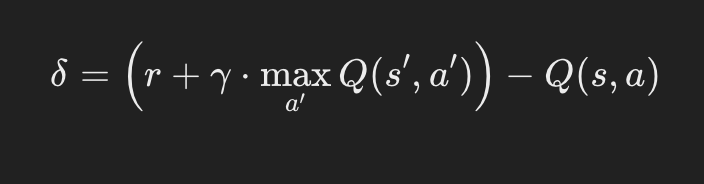 δ = (r + γ · max_{a'} Q(s', a')) − Q(s, a)